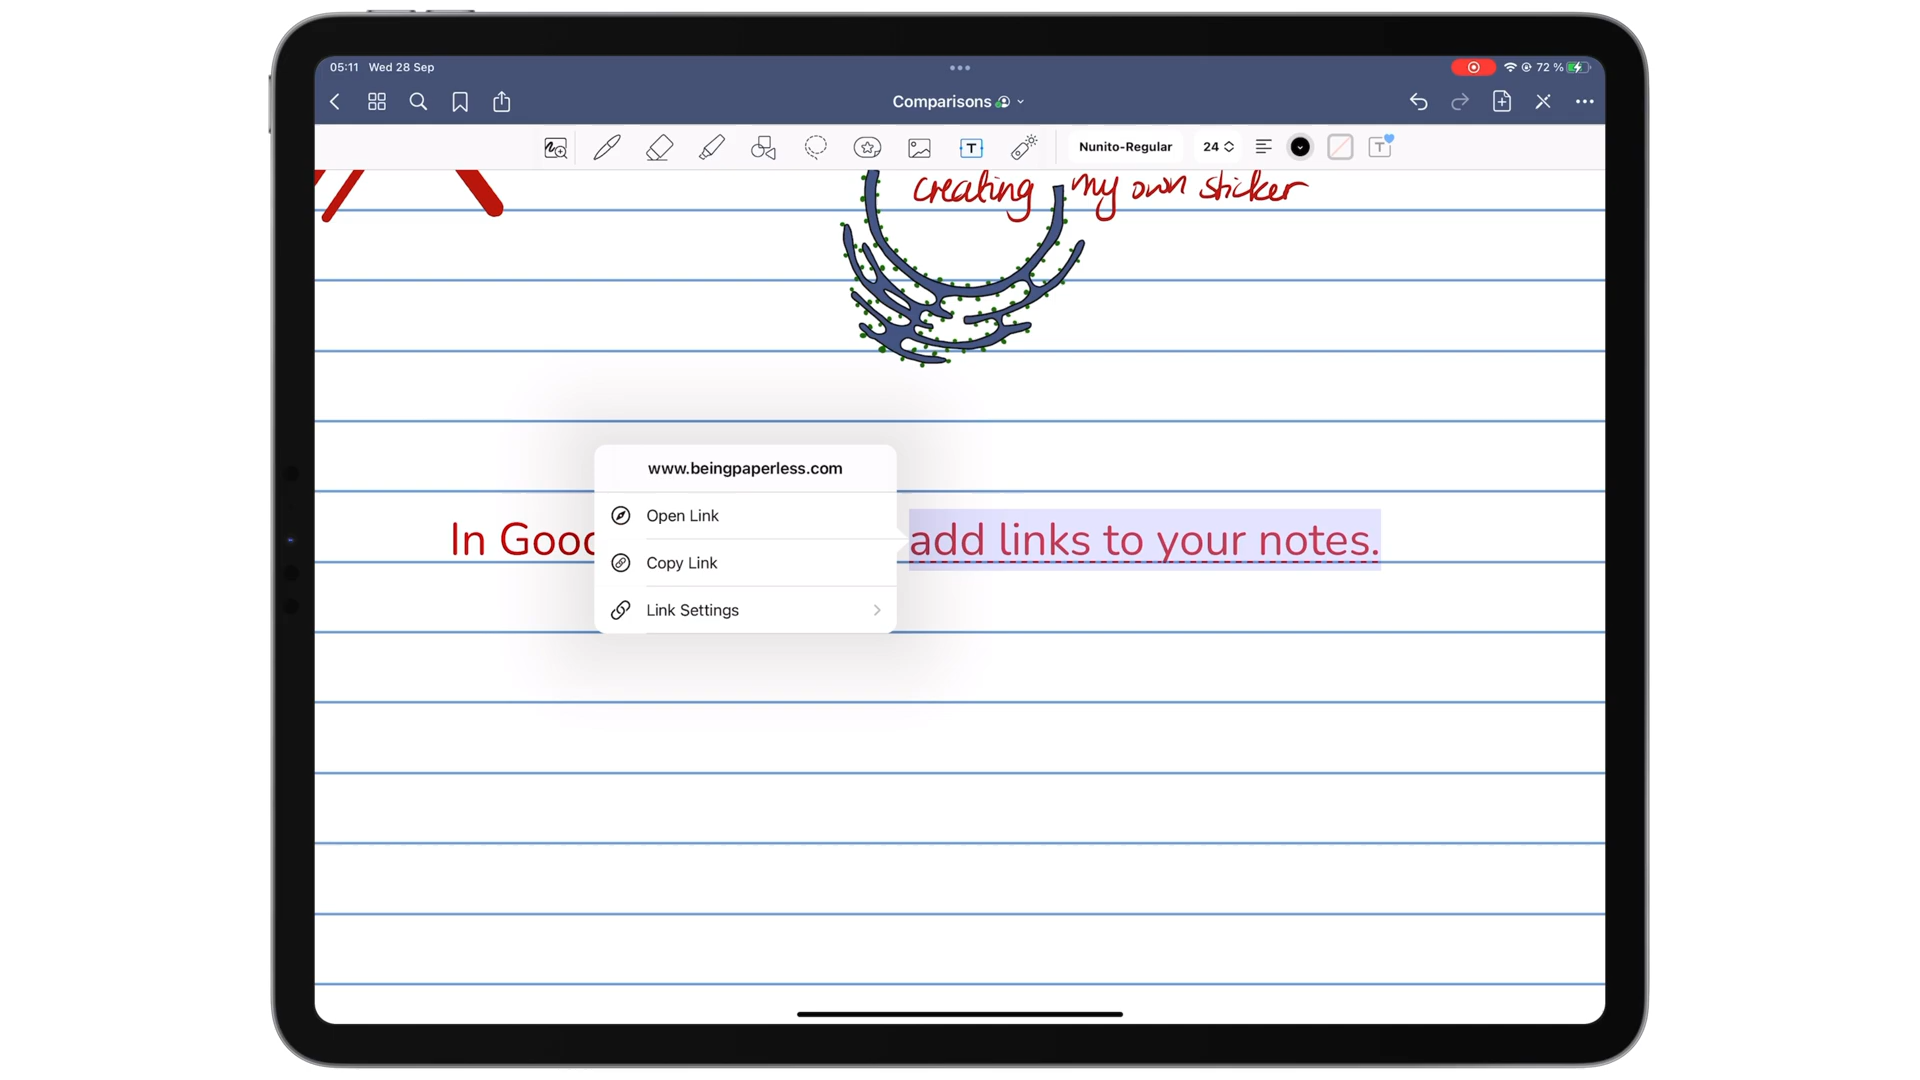 05:11 Wed 28 Sep
72 %
Comparisons
Nunito-Regular 24
creating my own sticker
www.beingpaperless.com
Open Link
In Good add links to your notes.
Copy Link
Link Settings